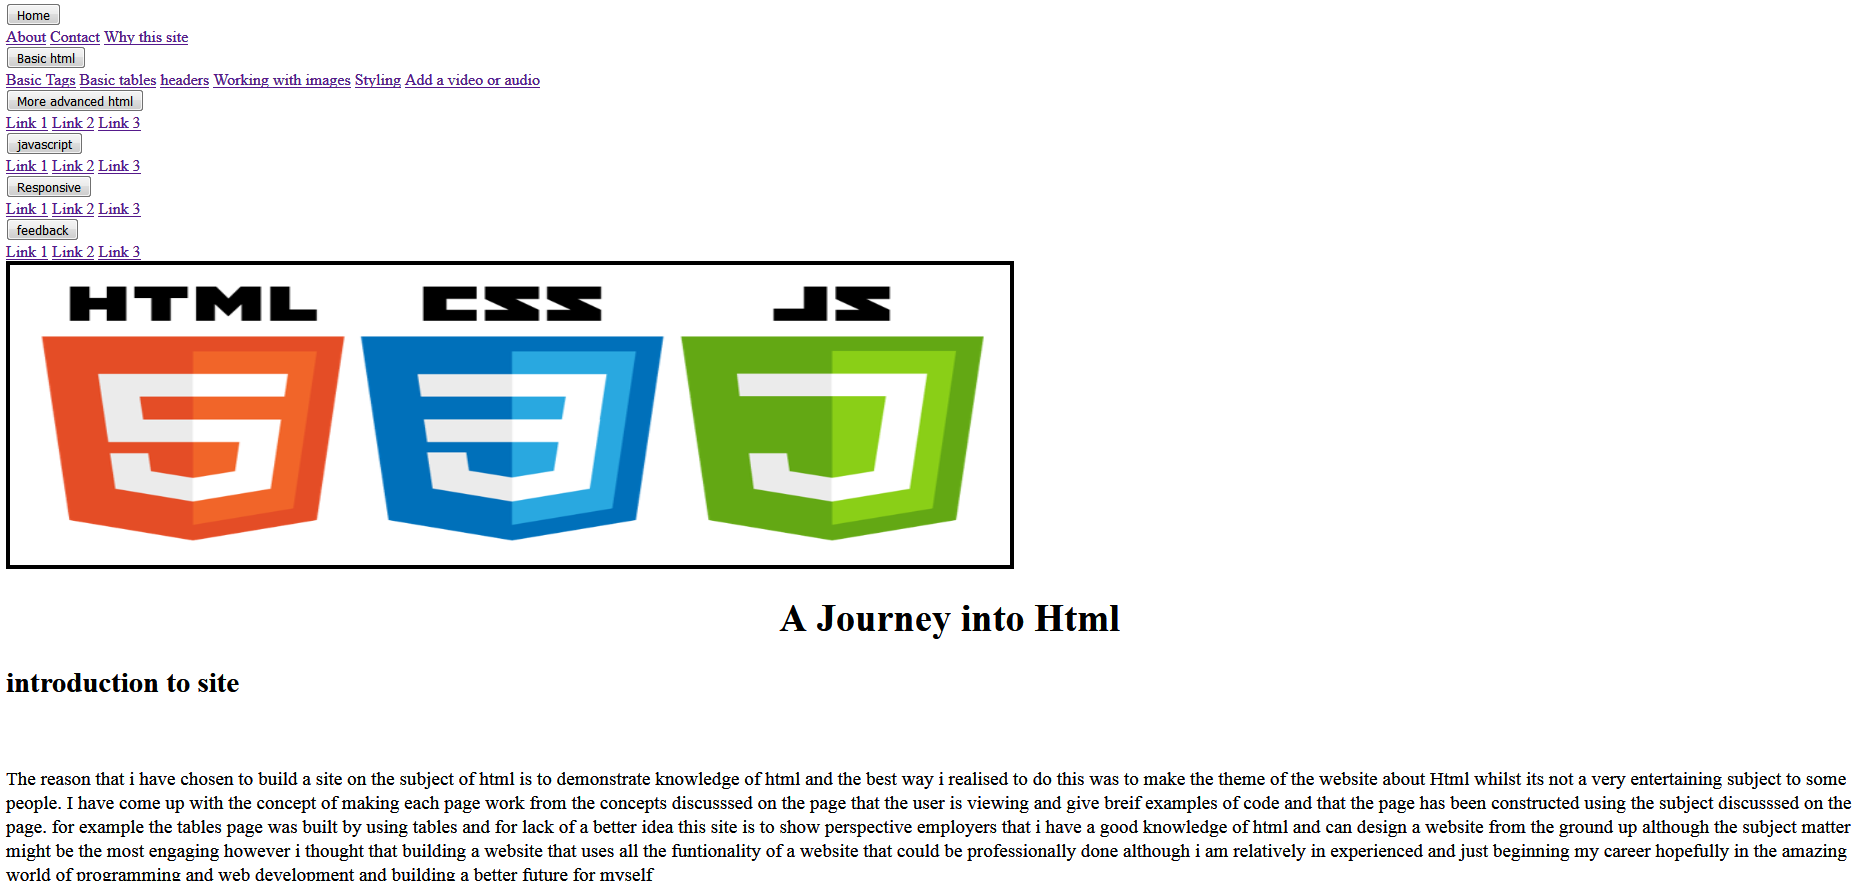 Home
About Contact Why this site
Basic html
Basic Tags Basic tables headers Working with images Styling Add a video or audio
More advanced html
Link 1 Link 2 Link 3
javascript
Link 1 Link 2 Link 3
Responsive
Link 1 Link 2 Link 3
feedback
Link 1 Link 2 Link 3
HTML CSS JS
5 3 J
A Journey into Html
introduction to site
The reason that i have chosen to build a site on the subject of html is to demonstrate knowledge of html and the best way i realised to do this was to make the theme of the website about Html whilst its not a very entertaining subject to some
people. I have come up with the concept of making each page work from the concepts discusssed on the page that the user is viewing and give breif examples of code and that the page has been constructed using the subject discusssed on the
page. for example the tables page was built by using tables and for lack of a better idea this site is to show perspective employers that i have a good knowledge of html and can design a website from the ground up although the subject matter
might be the most engaging however i thought that building a website that uses all the funtionality of a website that could be professionally done although i am relatively in experienced and just beginning my career hopefully in the amazing
world of programming and web development and building a better future for myself